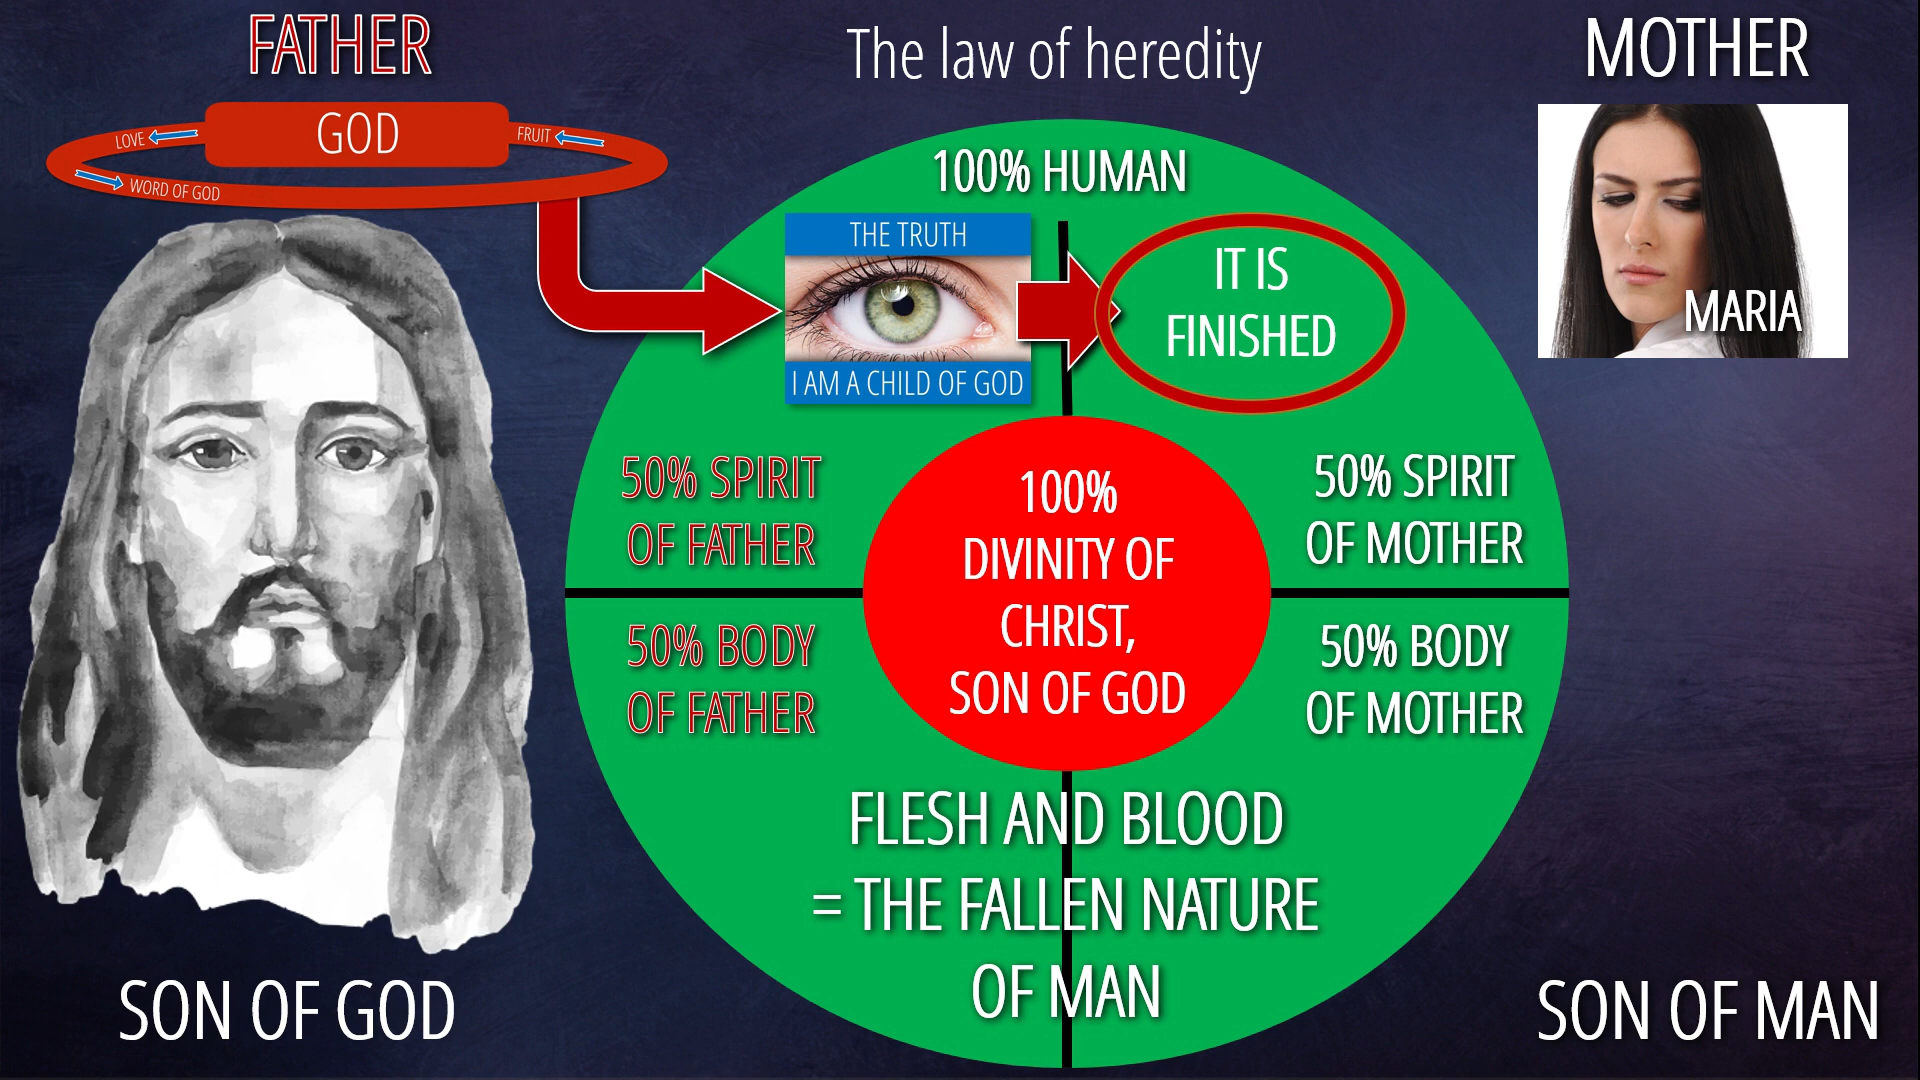 FATHER
The law of heredity
MOTHER
GOD
LOVE
FRUIT
WORD OF GOD
100% HUMAN
THE TRUTH
I AM A CHILD OF GOD
IT IS
FINISHED
MARIA
50% SPIRIT
OF FATHER
100%
DIVINITY OF
CHRIST,
SON OF GOD
50% SPIRIT
OF MOTHER
50% BODY
OF FATHER
50% BODY
OF MOTHER
FLESH AND BLOOD
= THE FALLEN NATURE
OF MAN
SON OF GOD
SON OF MAN